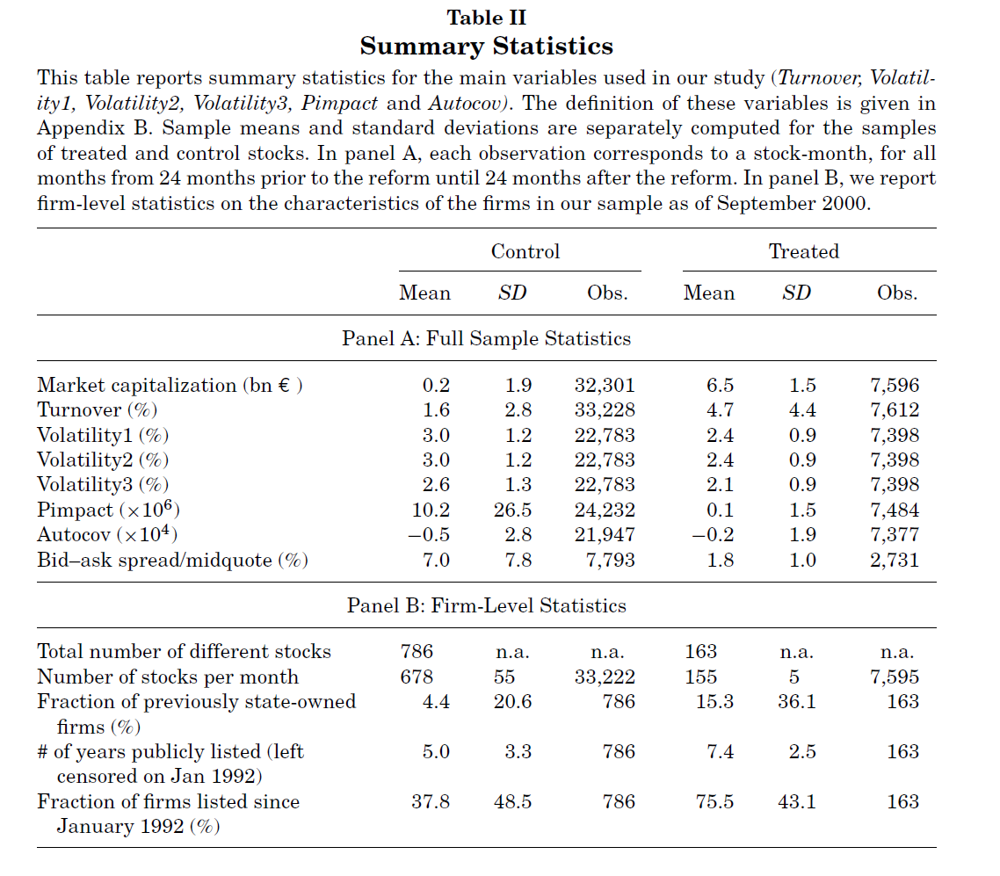 Table II
Summary Statistics
This table reports summary statistics for the main variables used in our study (Turnover, Volatil-
ity1, Volatility2, Volatility3, Pimpact and Autocov). The definition of these variables is given in
Appendix B. Sample means and standard deviations are separately computed for the samples
of treated and control stocks. In panel A, each observation corresponds to a stock-month, for all
months from 24 months prior to the reform until 24 months after the reform. In panel B, we report
firm-level statistics on the characteristics of the firms in our sample as of September 2000.
Control Treated
Mean SD Obs. Mean SD Obs.
Panel A: Full Sample Statistics
Market capitalization (bn € ) 0.2 1.9 32,301 6.5 1.5 7,596
Turnover (%) 1.6 2.8 33,228 4.7 4.4 7,612
Volatility1 (%) 3.0 1.2 22,783 2.4 0.9 7,398
Volatility2 (%) 3.0 1.2 22,783 2.4 0.9 7,398
Volatility3 (%) 2.6 1.3 22,783 2.1 0.9 7,398
Pimpact (×10⁶) 10.2 26.5 24,232 0.1 1.5 7,484
Autocov (×10⁴) −0.5 2.8 21,947 −0.2 1.9 7,377
Bid–ask spread/midquote (%) 7.0 7.8 7,793 1.8 1.0 2,731
Panel B: Firm-Level Statistics
Total number of different stocks 786 n.a. n.a. 163 n.a. n.a.
Number of stocks per month 678 55 33,222 155 5 7,595
Fraction of previously state-owned 4.4 20.6 786 15.3 36.1 163
firms (%)
# of years publicly listed (left 5.0 3.3 786 7.4 2.5 163
censored on Jan 1992)
Fraction of firms listed since 37.8 48.5 786 75.5 43.1 163
January 1992 (%)